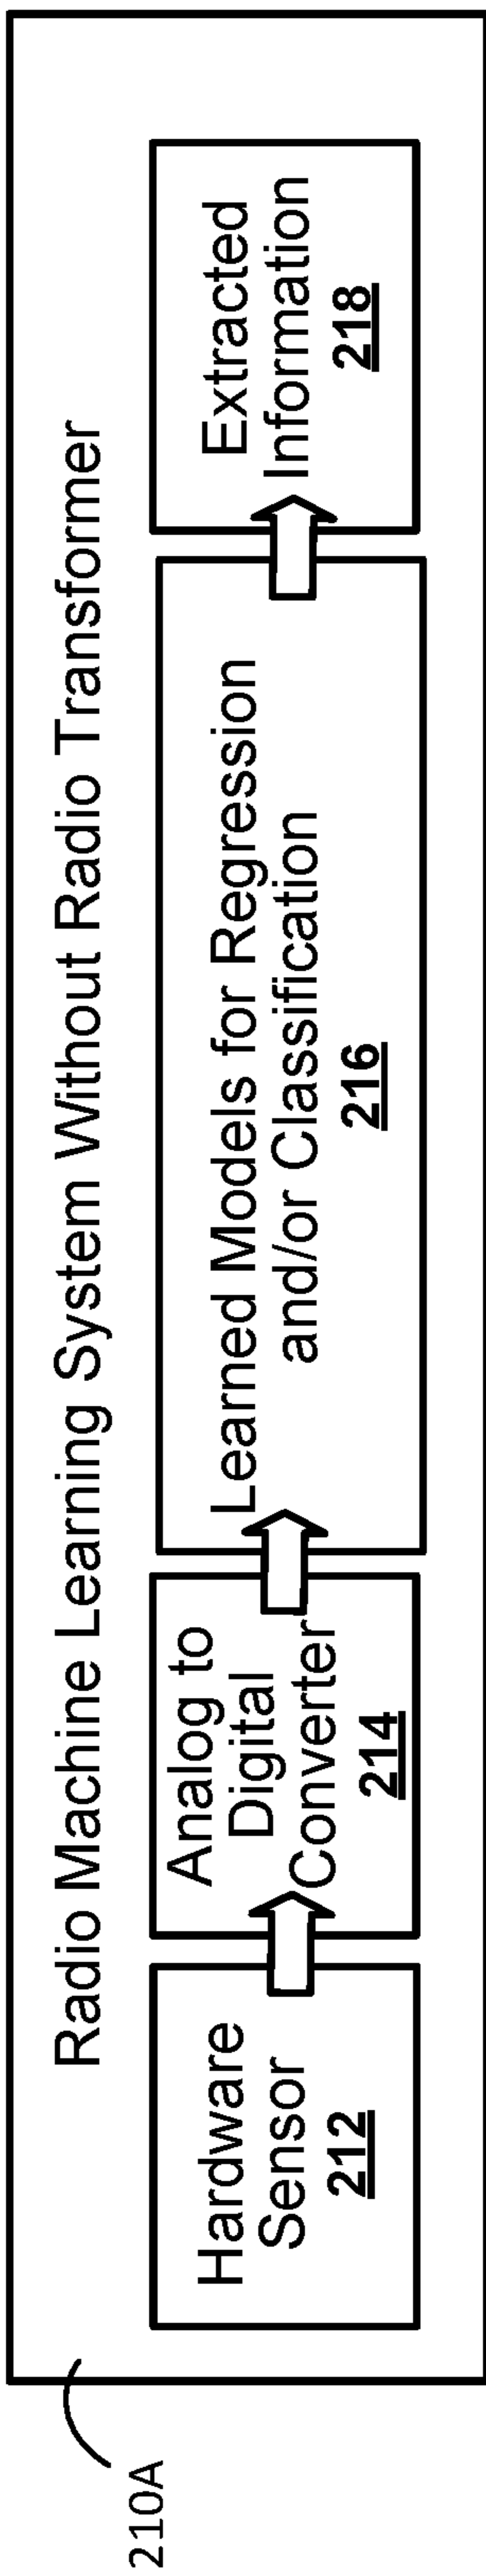 210A
Radio Machine Learning System Without Radio Transformer
Hardware
Sensor
212
Analog to
Digital
Converter
214
Learned Models for Regression
and/or Classification
216
Extracted
Information
218